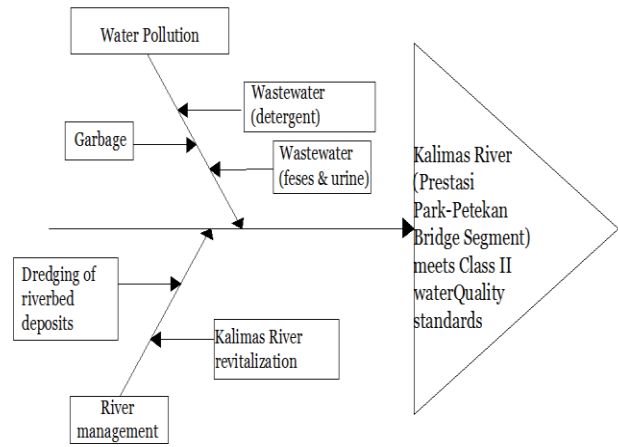 Water Pollution
Wastewater
(detergent)
Garbage
Wastewater
(feses & urine)
Kalimas River
(Prestasi
Park-Petekan
Bridge Segment)
meets Class II
waterQuality
standards
Dredging of
riverbed
deposits
Kalimas River
revitalization
River
management